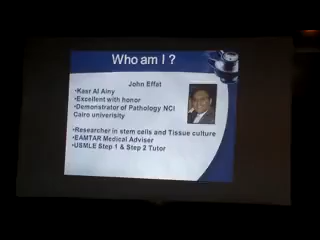 Who am I ?
John Effat
•Kasr Al Ainy
•Excellent with honor
•Demonstrator of Pathology NCI
Cairo univerisity
•Researcher in stem cells and Tissue culture
•EAMTAR Medical Adviser
•USMLE Step 1 & Step 2 Tutor